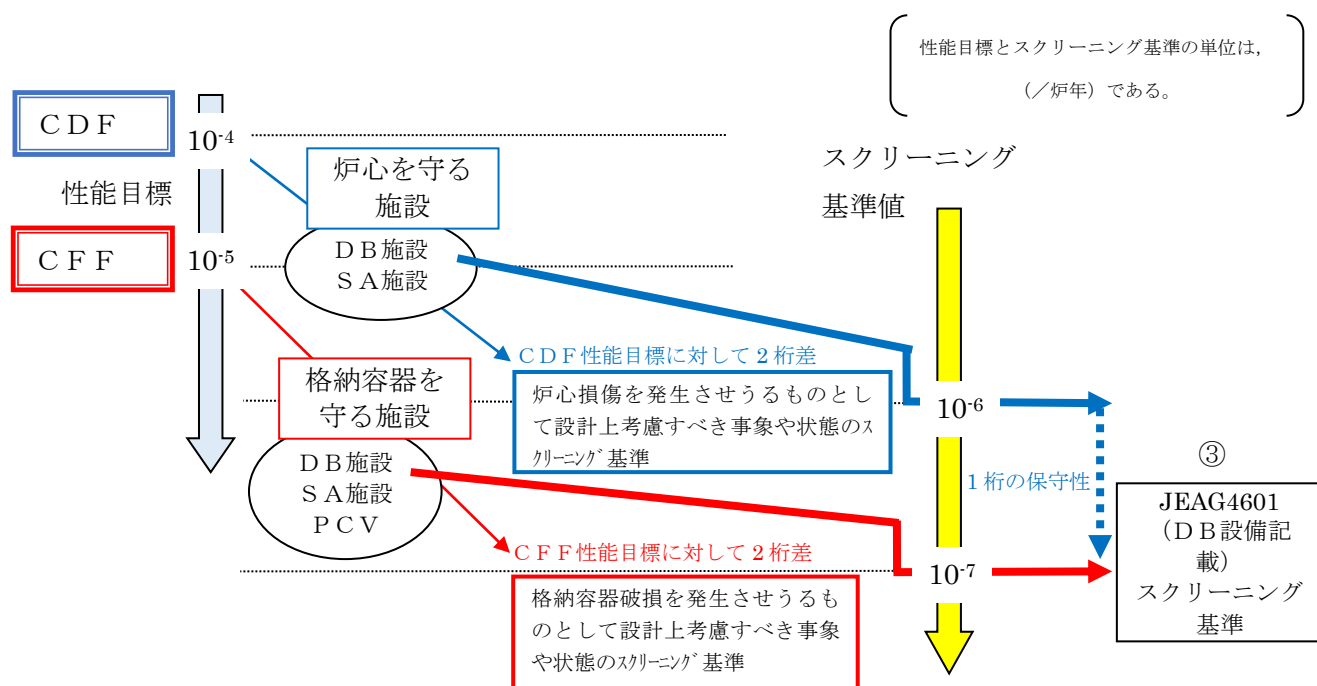 性能目標とスクリーニング基準の単位は，
（／炉年）である。
ＣＤＦ
10-4
性能目標
ＣＦＦ
10-5
炉心を守る
施設
ＤＢ施設
ＳＡ施設
スクリーニング
基準値
ＣＤＦ性能目標に対して２桁差
炉心損傷を発生させうるものとし
て設計上考慮すべき事象や状態のｽ
ｸﾘｰﾆﾝｸﾞ基準
10-6
格納容器を
守る施設
ＤＢ施設
ＳＡ施設
ＰＣＶ
1桁の保守性
③
JEAG4601
（ＤＢ設備記
載）
スクリーニング
基準
ＣＦＦ性能目標に対して２桁差
10-7
格納容器破損を発生させうるも
のとして設計上考慮すべき事象
や状態のｽｸﾘｰﾆﾝｸﾞ基準